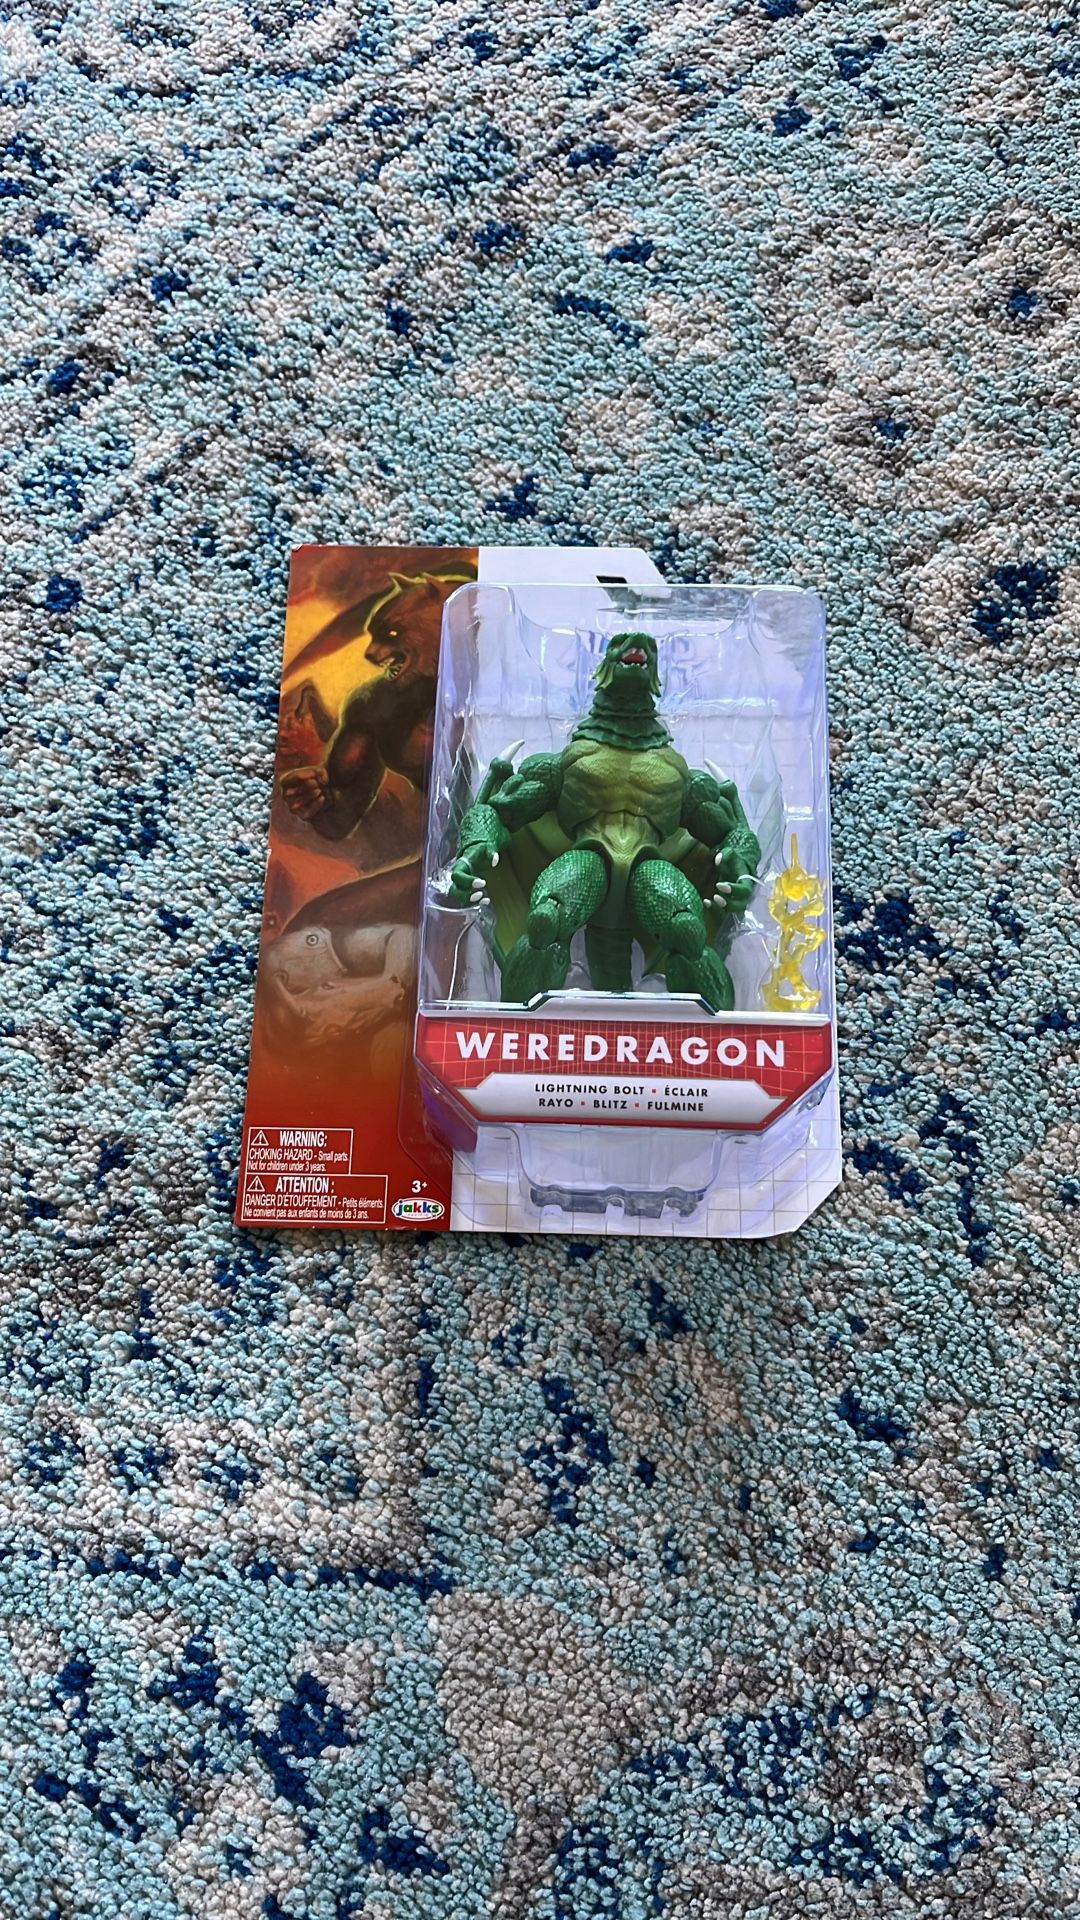 WEREDRAGON
LIGHTNING BOLT • ÉCLAIR
RAYO • BLITZ • FULMINE
WARNING:
CHOKING HAZARD - Small parts.
Not for children under 3 years.
ATTENTION :
DANGER D'ÉTOUFFEMENT - Petits éléments.
Ne convient pas aux enfants de moins de 3 ans.
3+
jakks